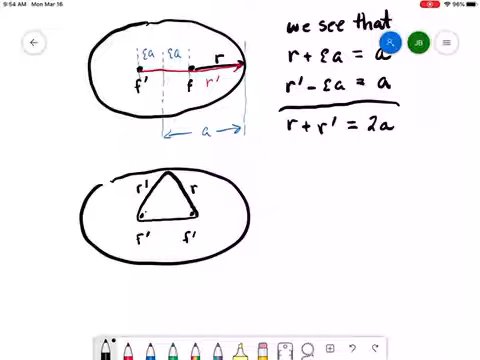 9:54 AM Mon Mar 16
96%
we see that
r + εa = a
r' - εa = a
r + r' = 2a
JB
εa εa
r
f' f r'
a
r' r
r' f'